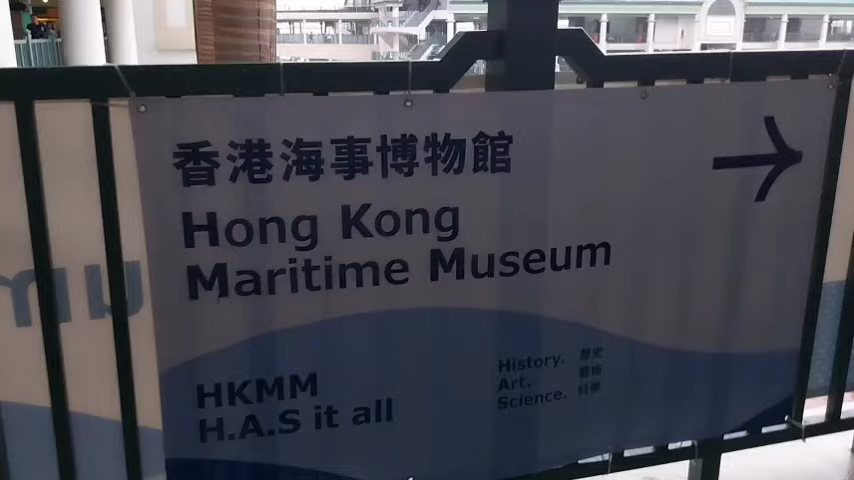 香港海事博物館
Hong Kong
Maritime Museum
HKMM
H.A.S it all
History. 歷史
Art. 藝術
Science. 科學